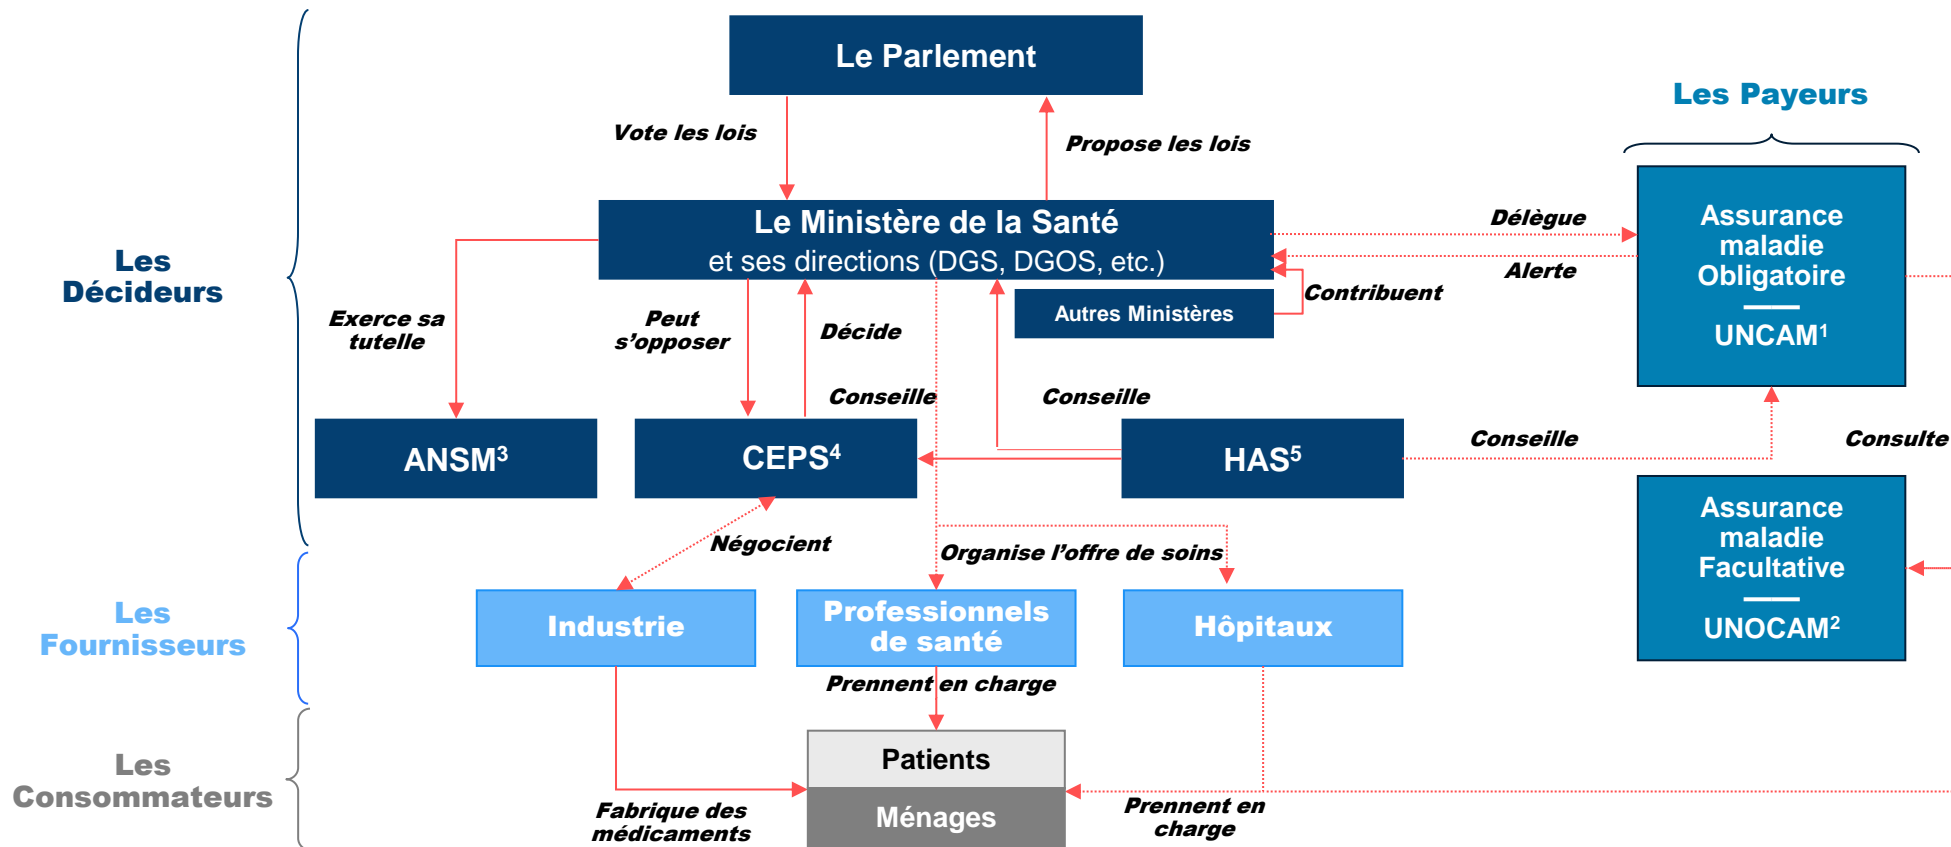 Le Parlement
Les Payeurs
Vote les lois
Propose les lois
Le Ministère de la Santé
et ses directions (DGS, DGOS, etc.)
Délègue
Alerte
Assurance
maladie
Obligatoire
UNCAM¹
Les
Décideurs
Autres Ministères
Contribuent
Exerce sa
tutelle
Peut
s’opposer
Décide
Conseille
Conseille
ANSM³
CEPS⁴
HAS⁵
Conseille
Consulte
Assurance
maladie
Facultative
UNOCAM²
Négocient
Organise l’offre de soins
Les
Fournisseurs
Industrie
Professionnels
de santé
Hôpitaux
Prennent en charge
Les
Consommateurs
Patients
Ménages
Fabrique des
médicaments
Prennent en
charge